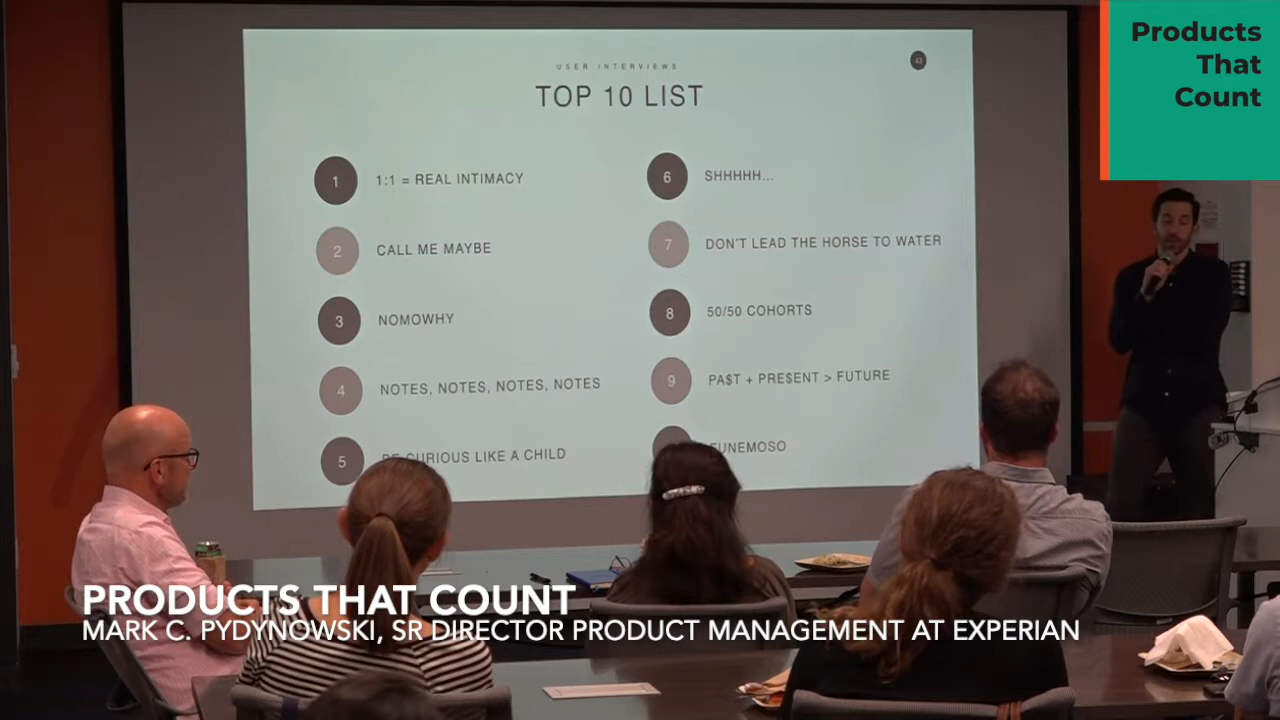 Products
That
Count
USER INTERVIEWS
43
TOP 10 LIST
1 1:1 = REAL INTIMACY
2 CALL ME MAYBE
3 NOMOWHY
4 NOTES, NOTES, NOTES, NOTES
5 BE CURIOUS LIKE A CHILD
6 SHHHHH...
7 DON'T LEAD THE HORSE TO WATER
8 50/50 COHORTS
9 PA$T + PRE$ENT > FUTURE
FUNEMOSO
PRODUCTS THAT COUNT
MARK C. PYDYNOWSKI, SR DIRECTOR PRODUCT MANAGEMENT AT EXPERIAN